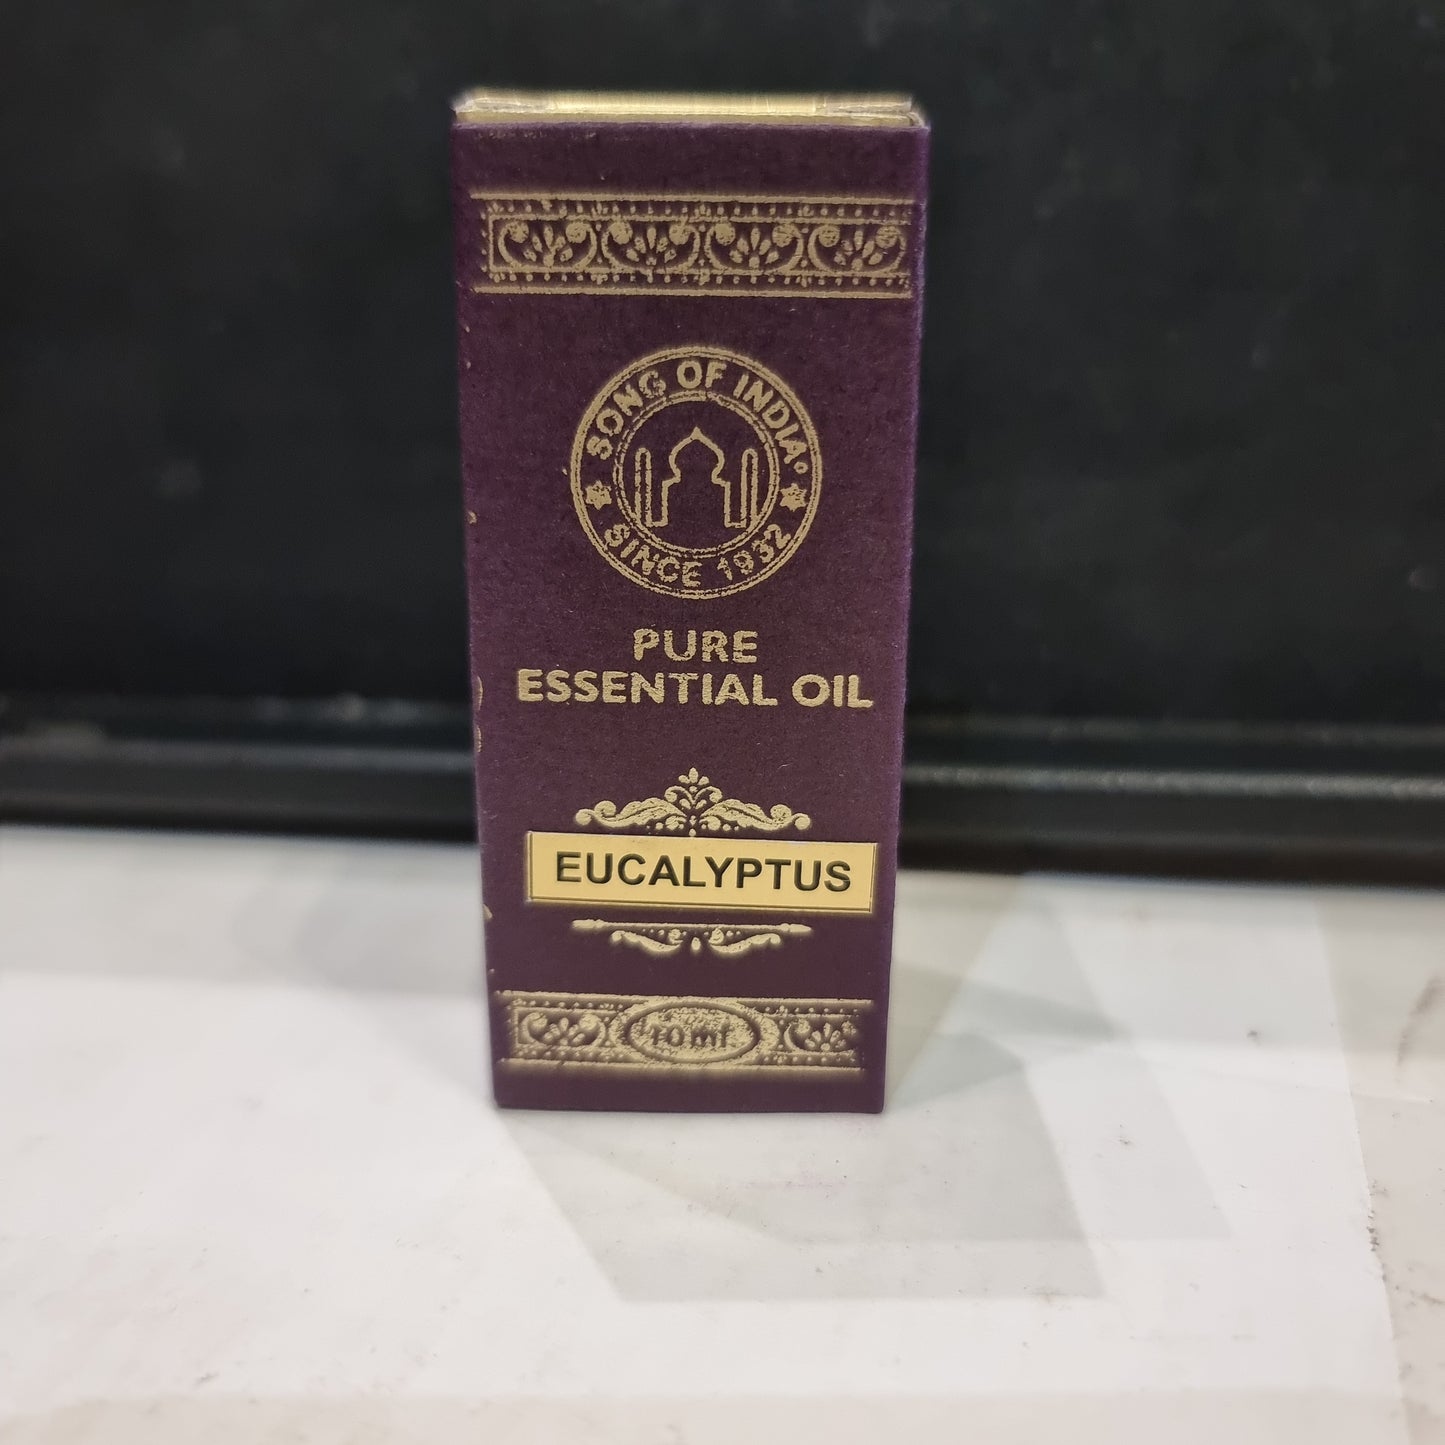 SONG OF INDIA
SINCE 1932
PURE
ESSENTIAL OIL
EUCALYPTUS
10 ml.